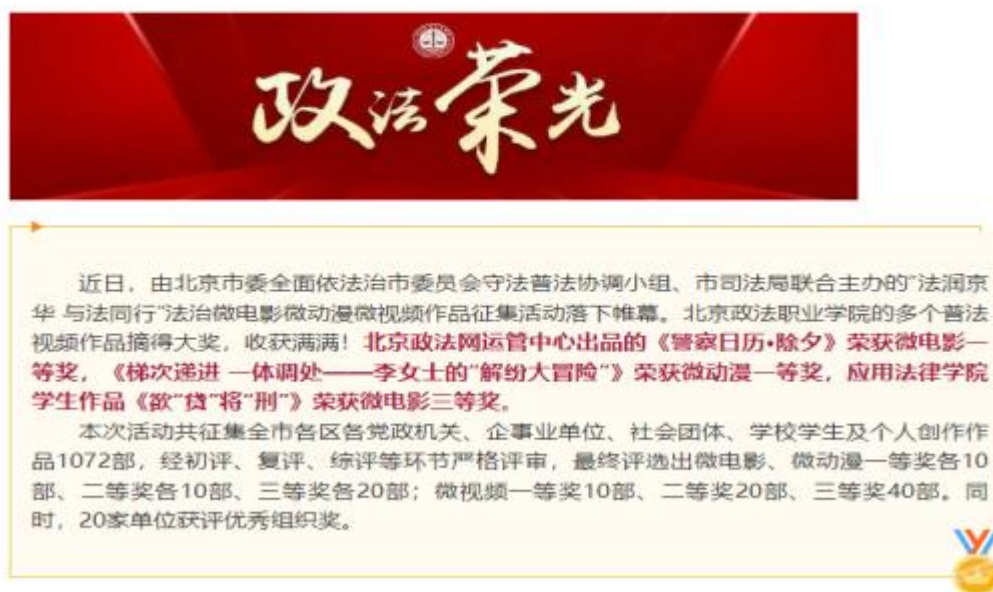 政法荣光
近日，由北京市委全面依法治市委员会守法普法协调小组、市司法局联合主办的“法润京
华 与法同行”法治微电影微动漫微视频作品征集活动落下帷幕。北京政法职业学院的多个普法
视频作品摘得大奖，收获满满！北京政法网运管中心出品的《警察日历•除夕》荣获微电影一
等奖，《梯次递进 一体调处——李女士的“解纷大冒险”》荣获微动漫一等奖，应用法律学院
学生作品《欲“贷”将“刑”》荣获微电影三等奖。
本次活动共征集全市各区各党政机关、企事业单位、社会团体、学校学生及个人创作作
品1072部，经初评、复评、综评等环节严格评审，最终评选出微电影、微动漫一等奖各10
部、二等奖各10部、三等奖各20部；微视频一等奖10部、二等奖20部、三等奖40部。同
时，20家单位获评优秀组织奖。